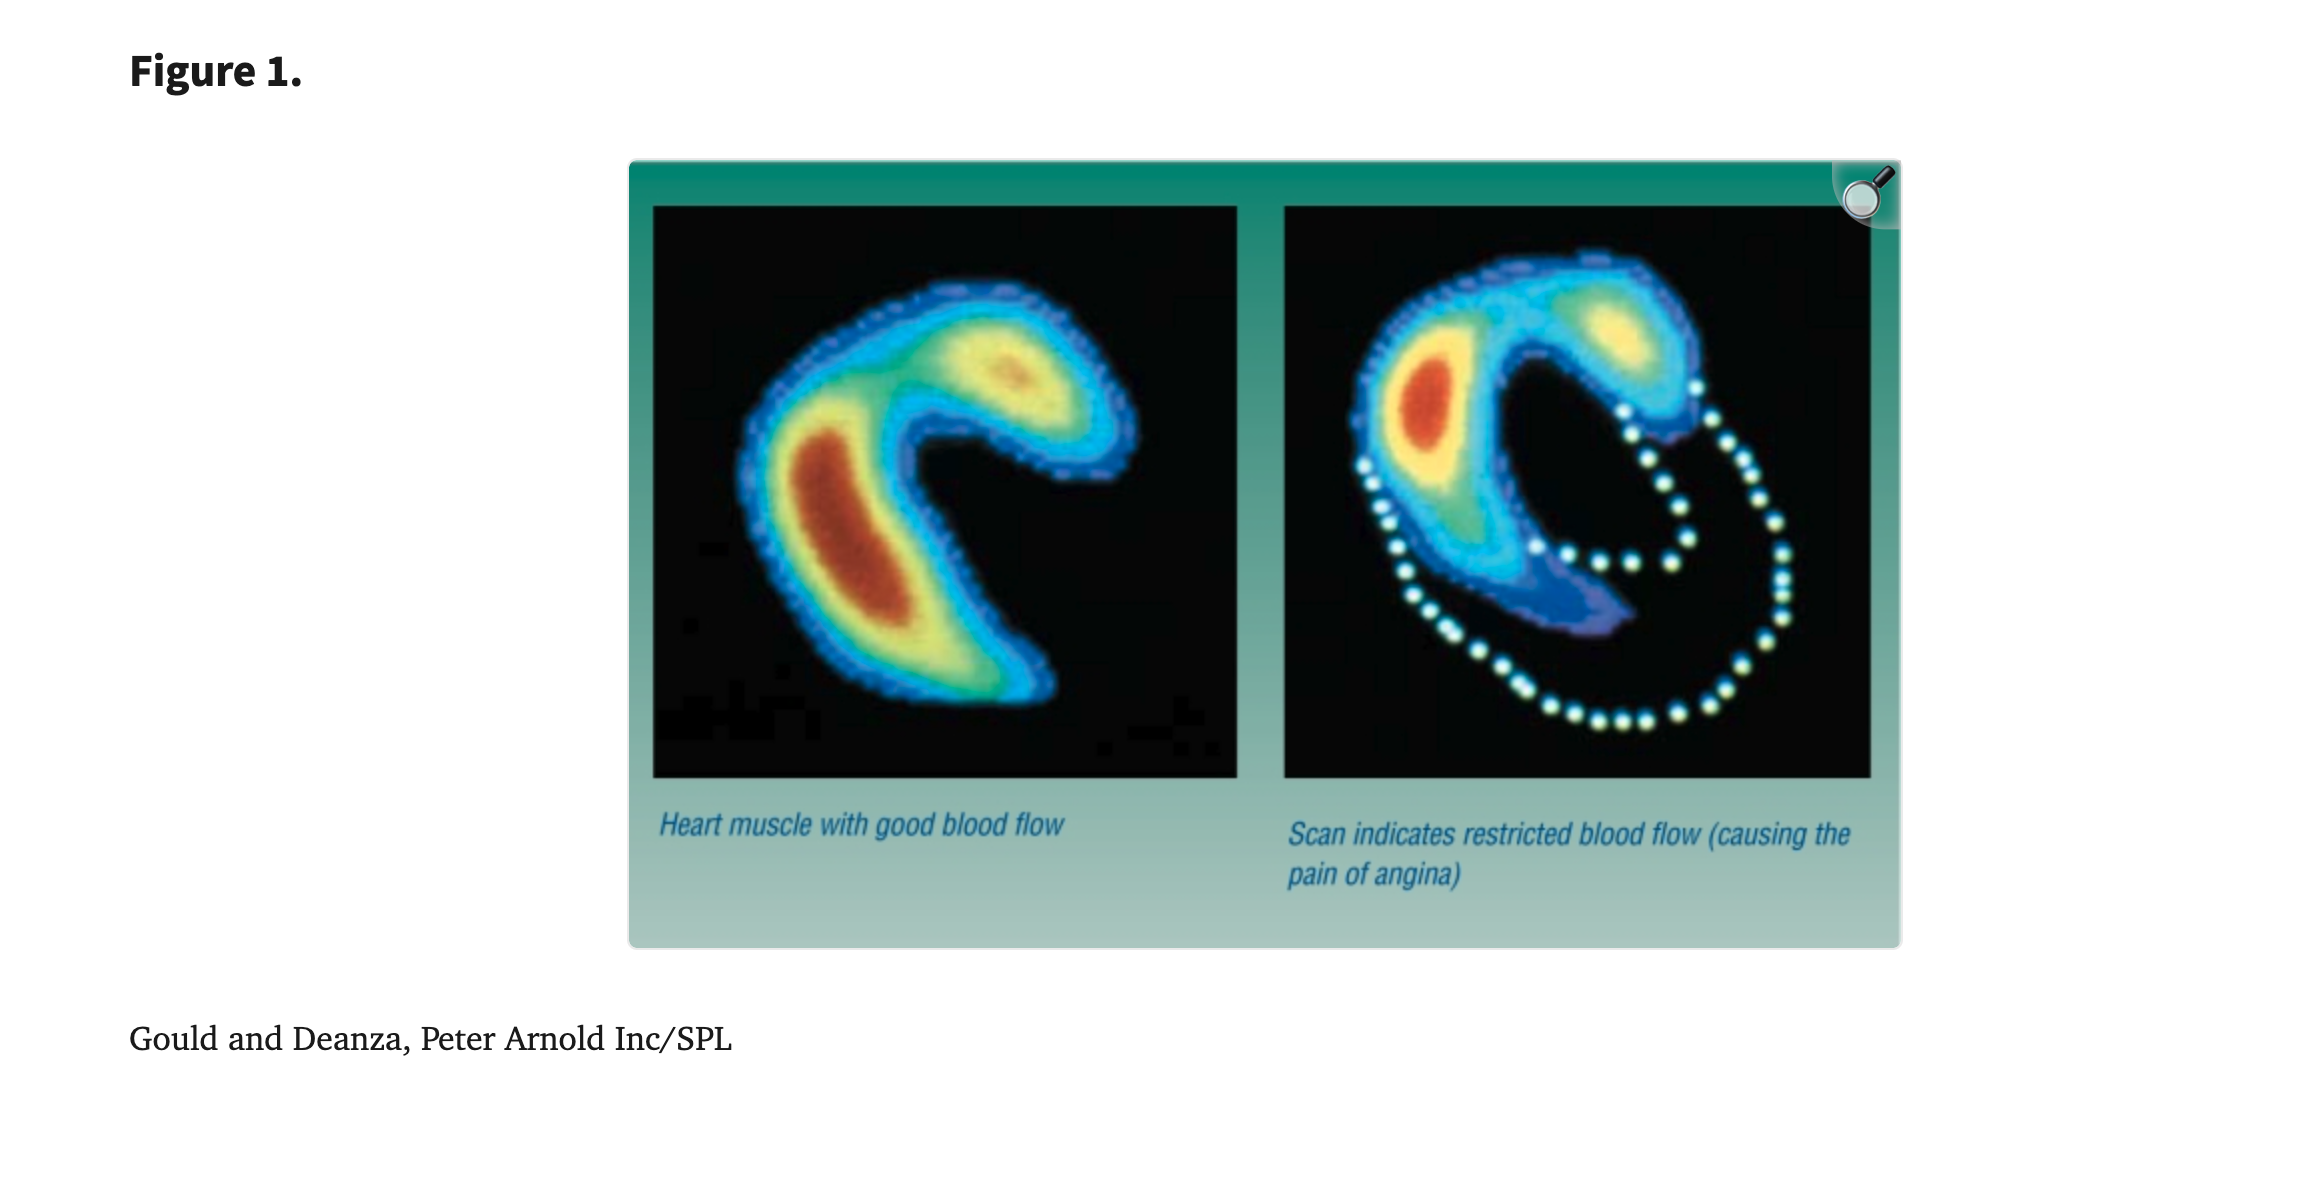 Figure 1.
Heart muscle with good blood flow
Scan indicates restricted blood flow (causing the
pain of angina)
Gould and Deanza, Peter Arnold Inc/SPL